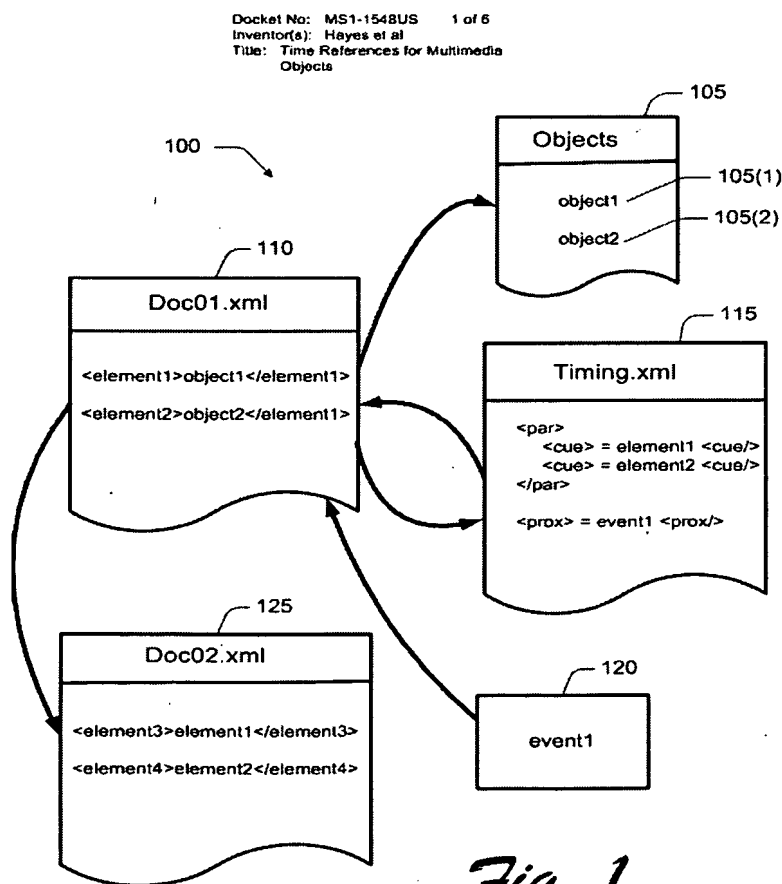 Docket No: MS1-1548US 1 of 6
Inventor(s): Hayes et al
Title: Time References for Multimedia
Objects
105
100
Objects
object1
105(1)
object2
105(2)
110
Doc01.xml
<element1>object1</element1>
<element2>object2</element1>
115
Timing.xml
<par>
<cue> = element1 <cue/>
<cue> = element2 <cue/>
</par>
<prox> = event1 <prox/>
125
Doc02.xml
<element3>element1</element3>
<element4>element2</element4>
120
event1
Fig. 1